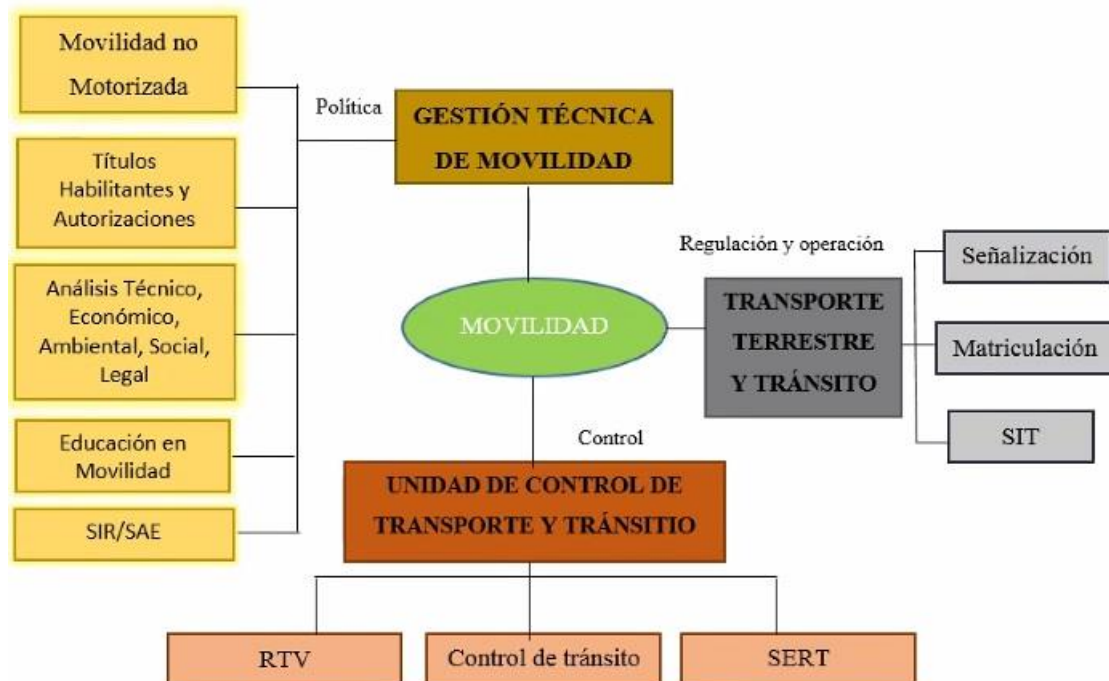 Movilidad no
Motorizada
Política
GESTIÓN TÉCNICA
DE MOVILIDAD
Títulos
Habilitantes y
Autorizaciones
Análisis Técnico,
Económico,
Ambiental, Social,
Legal
Educación en
Movilidad
SIR/SAE
MOVILIDAD
Regulación y operación
TRANSPORTE
TERRESTRE
Y TRÁNSITO
Señalización
Matriculación
SIT
Control
UNIDAD DE CONTROL DE
TRANSPORTE Y TRÁNSITIO
RTV
Control de tránsito
SERT